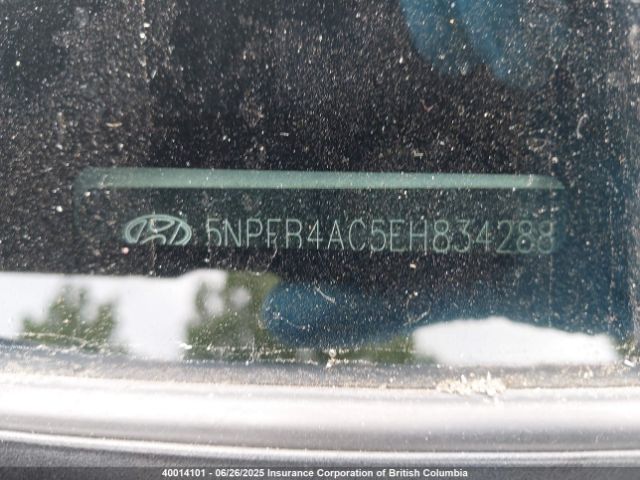 5NPEB4AC5EH834288
40014101 - 06/26/2025 Insurance Corporation of British Columbia